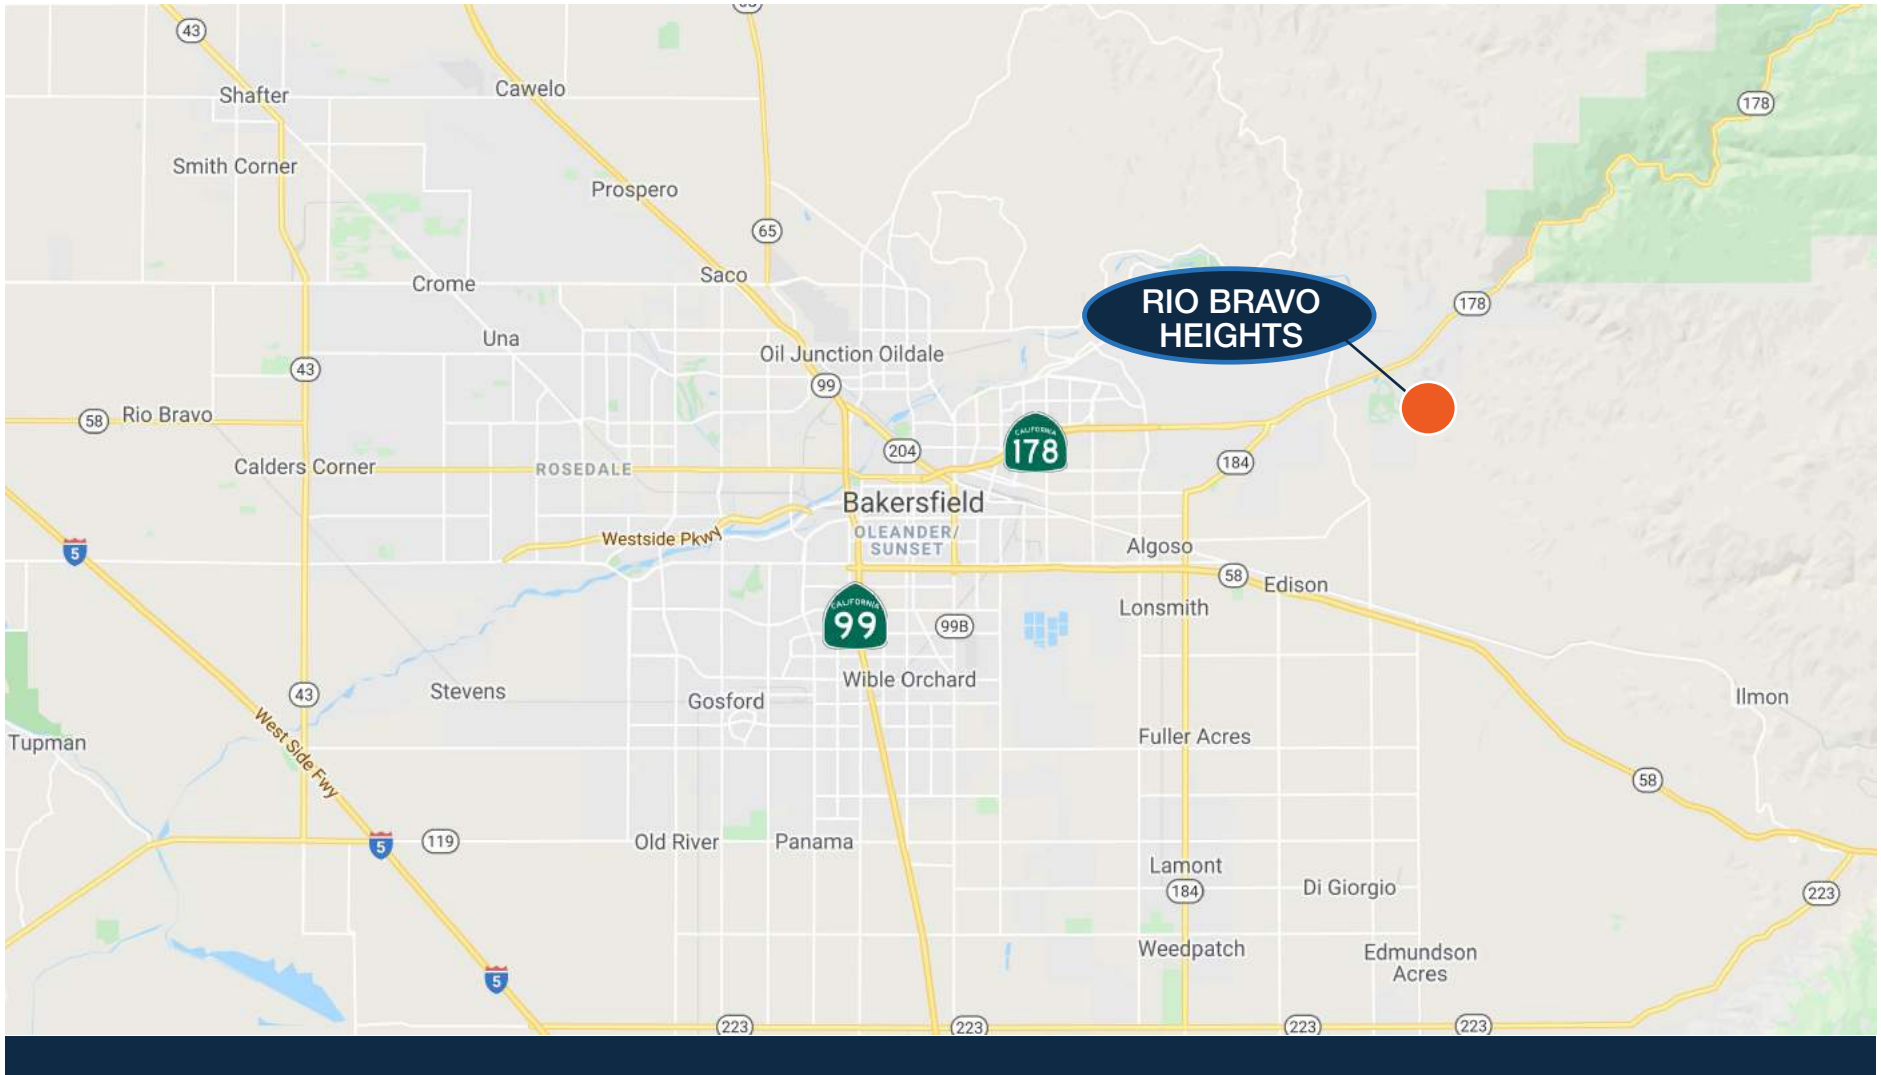 43
65
Shafter
Cawelo
178
Smith Corner
Prospero
65
Saco
Crome
RIO BRAVO
HEIGHTS
178
Una
Oil Junction Oildale
43
99
58
Rio Bravo
CALIFORNIA
178
204
184
Calders Corner
ROSEDALE
Bakersfield
OLEANDER/
SUNSET
Westside Pkwy
Algoso
5
58
Edison
CALIFORNIA
99
Lonsmith
99B
Wible Orchard
43
Stevens
Gosford
Ilmon
West Side Fwy
Tupman
Fuller Acres
58
5
119
Old River
Panama
Lamont
184
Di Giorgio
223
Weedpatch
Edmundson
Acres
5
223
223
223
223